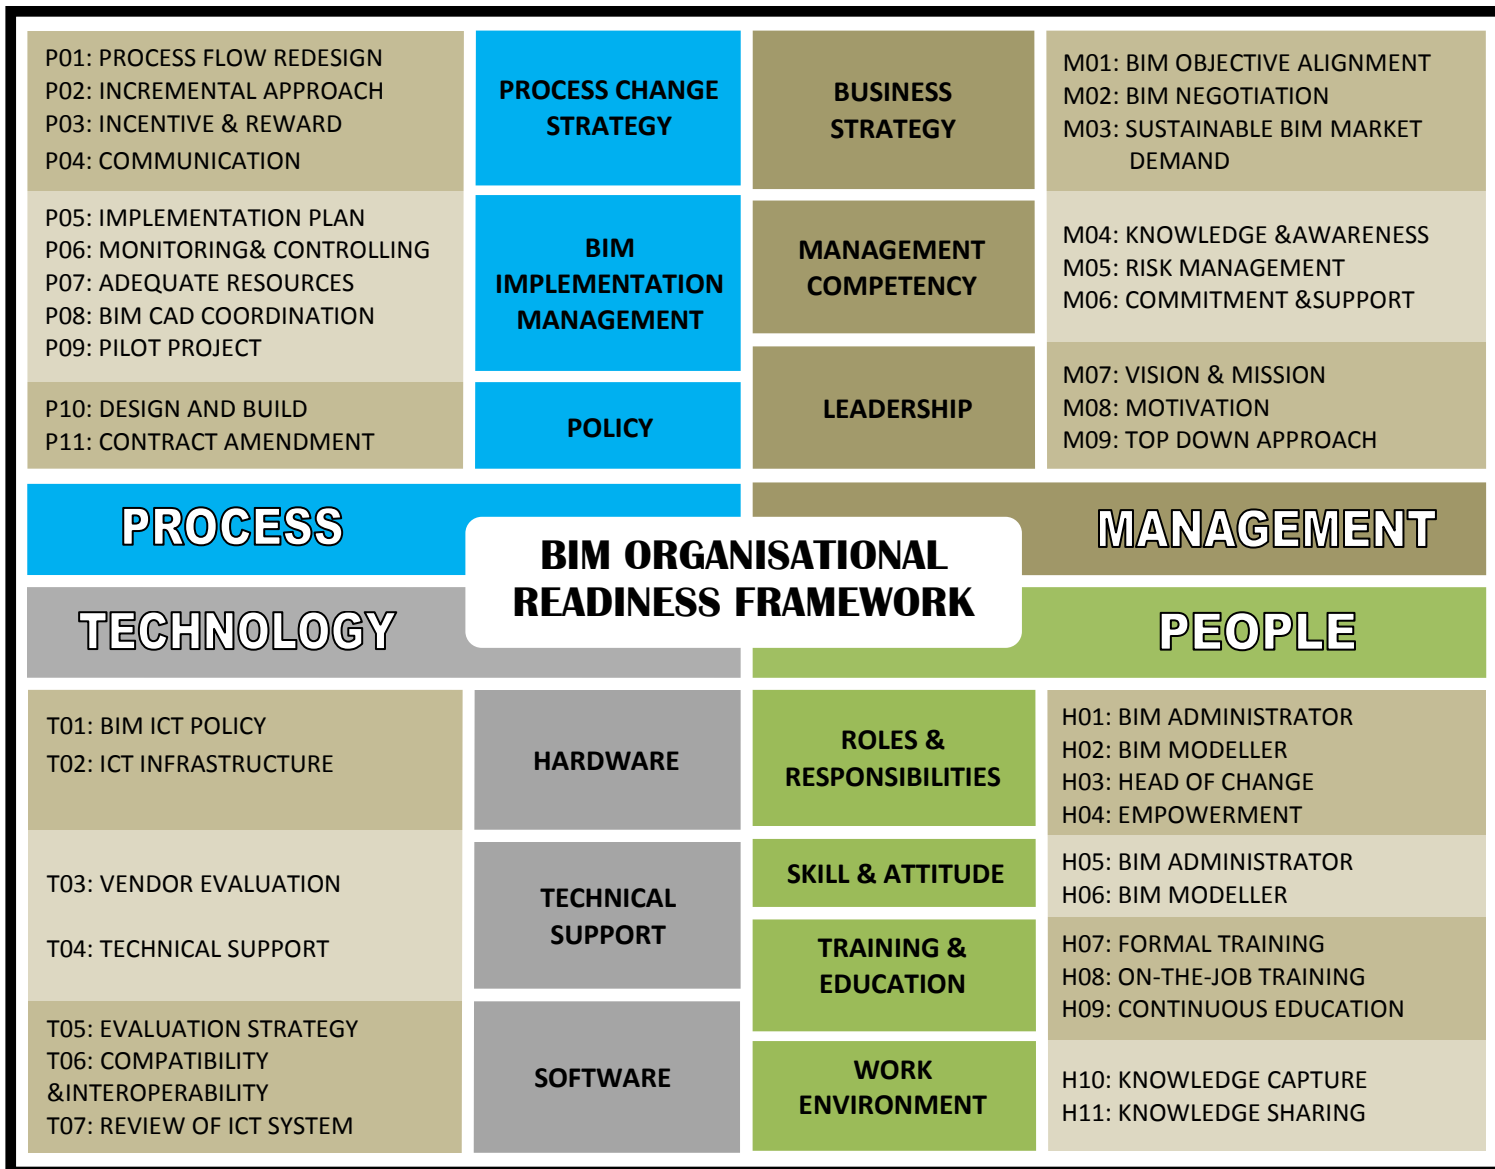 P01: PROCESS FLOW REDESIGN
P02: INCREMENTAL APPROACH
P03: INCENTIVE & REWARD
P04: COMMUNICATION
PROCESS CHANGE
STRATEGY
BUSINESS
STRATEGY
M01: BIM OBJECTIVE ALIGNMENT
M02: BIM NEGOTIATION
M03: SUSTAINABLE BIM MARKET
DEMAND
P05: IMPLEMENTATION PLAN
P06: MONITORING& CONTROLLING
P07: ADEQUATE RESOURCES
P08: BIM CAD COORDINATION
P09: PILOT PROJECT
BIM
IMPLEMENTATION
MANAGEMENT
MANAGEMENT
COMPETENCY
M04: KNOWLEDGE &AWARENESS
M05: RISK MANAGEMENT
M06: COMMITMENT &SUPPORT
P10: DESIGN AND BUILD
P11: CONTRACT AMENDMENT
POLICY
LEADERSHIP
M07: VISION & MISSION
M08: MOTIVATION
M09: TOP DOWN APPROACH
PROCESS
MANAGEMENT
BIM ORGANISATIONAL
READINESS FRAMEWORK
TECHNOLOGY
PEOPLE
T01: BIM ICT POLICY
T02: ICT INFRASTRUCTURE
HARDWARE
ROLES &
RESPONSIBILITIES
H01: BIM ADMINISTRATOR
H02: BIM MODELLER
H03: HEAD OF CHANGE
H04: EMPOWERMENT
T03: VENDOR EVALUATION
T04: TECHNICAL SUPPORT
TECHNICAL
SUPPORT
SKILL & ATTITUDE
H05: BIM ADMINISTRATOR
H06: BIM MODELLER
TRAINING &
EDUCATION
H07: FORMAL TRAINING
H08: ON-THE-JOB TRAINING
H09: CONTINUOUS EDUCATION
T05: EVALUATION STRATEGY
T06: COMPATIBILITY
&INTEROPERABILITY
T07: REVIEW OF ICT SYSTEM
SOFTWARE
WORK
ENVIRONMENT
H10: KNOWLEDGE CAPTURE
H11: KNOWLEDGE SHARING